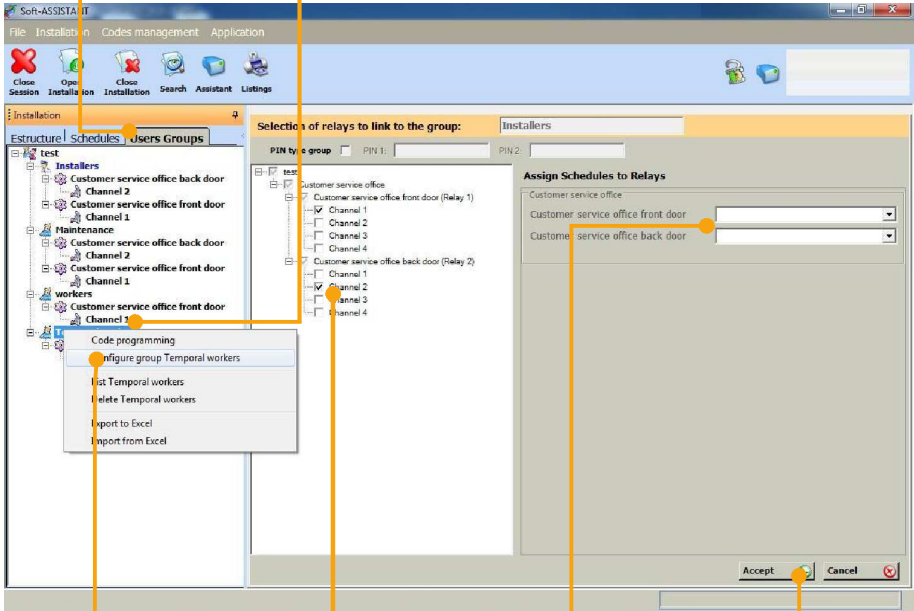 Soft-ASSISTANT
File Installation Codes management Application
Close Session
Open Installation
Close Installation
Search
Assistant
Listings
Installation
Estructure Schedules Users Groups
test
Installers
Customer service office back door
Channel 2
Customer service office front door
Channel 1
Maintenance
Customer service office back door
Channel 2
Customer service office front door
Channel 1
workers
Customer service office front door
Channel 1
Code programming
Configure group Temporal workers
List Temporal workers
Delete Temporal workers
Export to Excel
Import from Excel
Selection of relays to link to the group: Installers
PIN type group PIN 1: PIN 2:
test
Customer service office
Customer service office front door (Relay 1)
Channel 1
Channel 2
Channel 3
Channel 4
Customer service office back door (Relay 2)
Channel 1
Channel 2
Channel 3
Channel 4
Assign Schedules to Relays
Customer service office
Customer service office front door
Customer service office back door
Accept Cancel